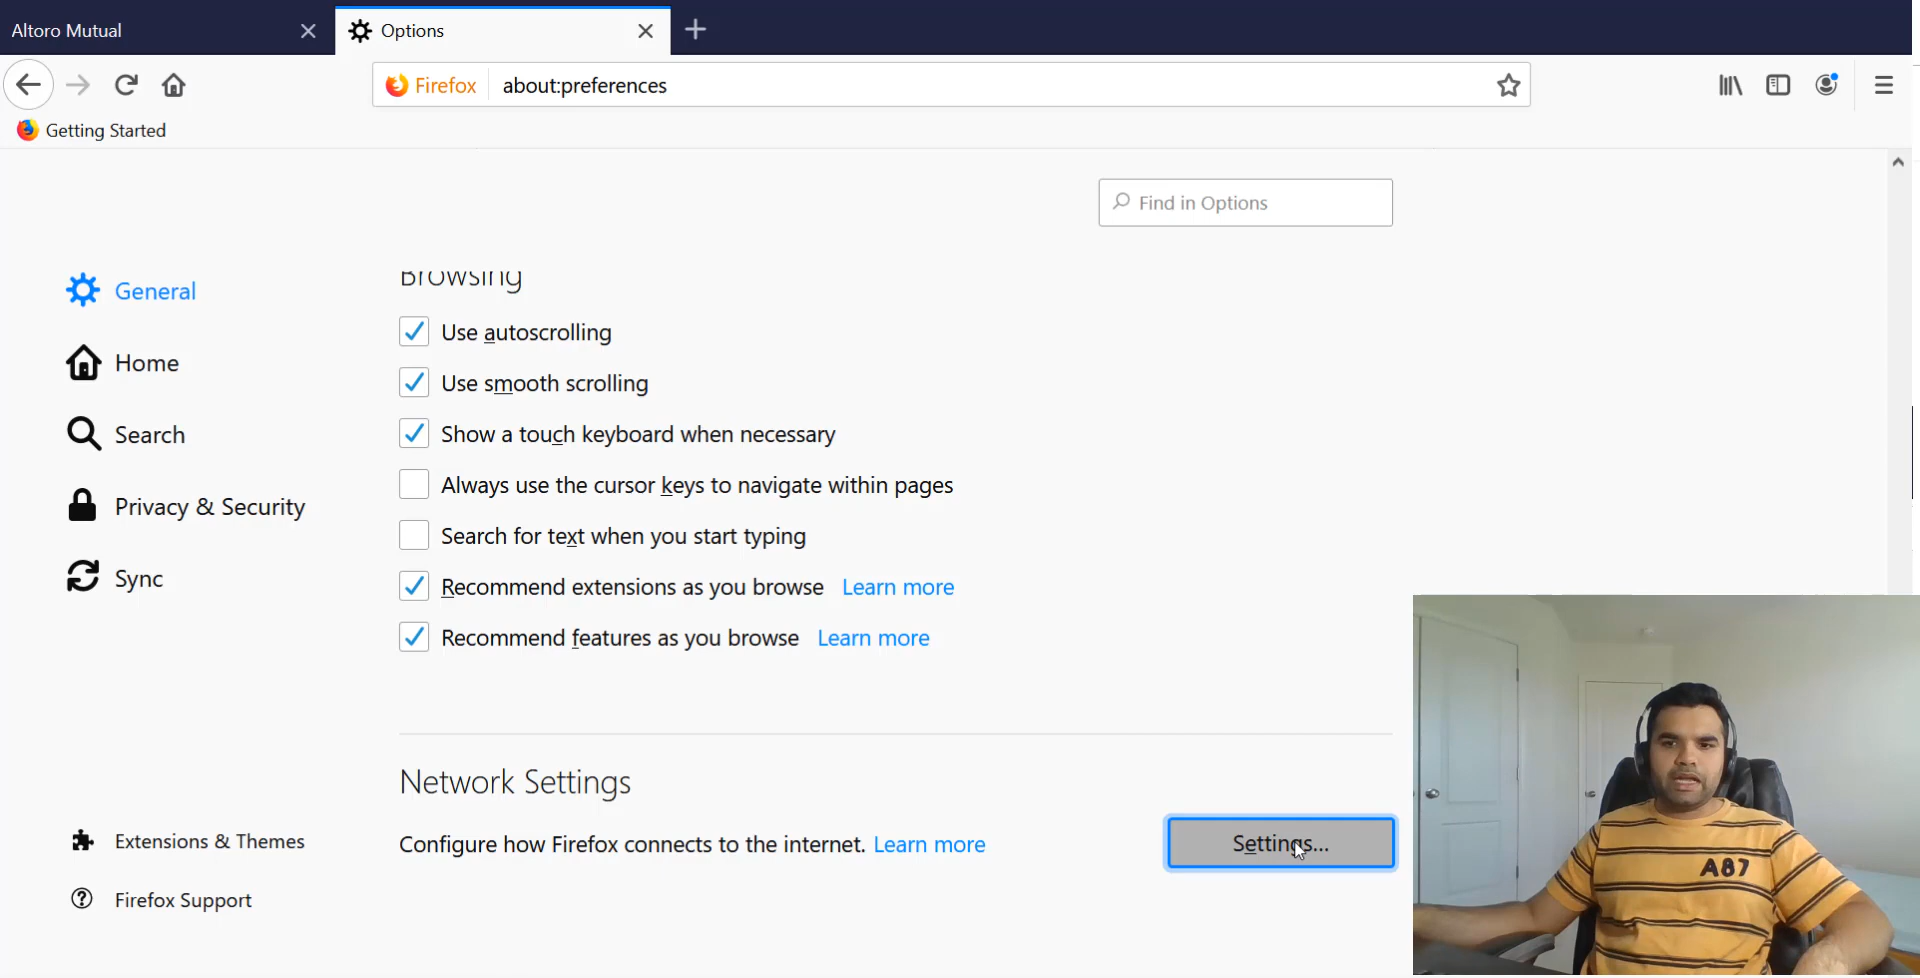 Altoro Mutual
Options
Firefox
about:preferences
Getting Started
Find in Options
General
Home
Search
Privacy & Security
Sync
Extensions & Themes
Firefox Support
Browsing
Use autoscrolling
Use smooth scrolling
Show a touch keyboard when necessary
Always use the cursor keys to navigate within pages
Search for text when you start typing
Recommend extensions as you browse Learn more
Recommend features as you browse Learn more
Network Settings
Configure how Firefox connects to the internet. Learn more
Settings...
A87